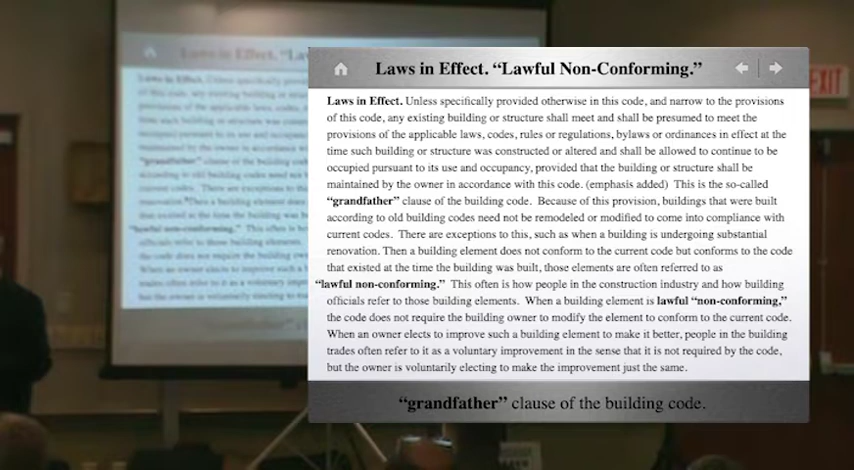 Laws in Effect. “Lawful Non-Conforming.”
EXIT
Laws in Effect. Unless specifically provided otherwise in this code, and narrow to the provisions
of this code, any existing building or structure shall meet and shall be presumed to meet the
provisions of the applicable laws, codes, rules or regulations, bylaws or ordinances in effect at the
time such building or structure was constructed or altered and shall be allowed to continue to be
occupied pursuant to its use and occupancy, provided that the building or structure shall be
maintained by the owner in accordance with this code. (emphasis added) This is the so-called
“grandfather” clause of the building code. Because of this provision, buildings that were built
according to old building codes need not be remodeled or modified to come into compliance with
current codes. There are exceptions to this, such as when a building is undergoing substantial
renovation. Then a building element does not conform to the current code but conforms to the code
that existed at the time the building was built, those elements are often referred to as
“lawful non-conforming.” This often is how people in the construction industry and how building
officials refer to those building elements. When a building element is lawful “non-conforming,”
the code does not require the building owner to modify the element to conform to the current code.
When an owner elects to improve such a building element to make it better, people in the building
trades often refer to it as a voluntary improvement in the sense that it is not required by the code,
but the owner is voluntarily electing to make the improvement just the same.
“grandfather” clause of the building code.